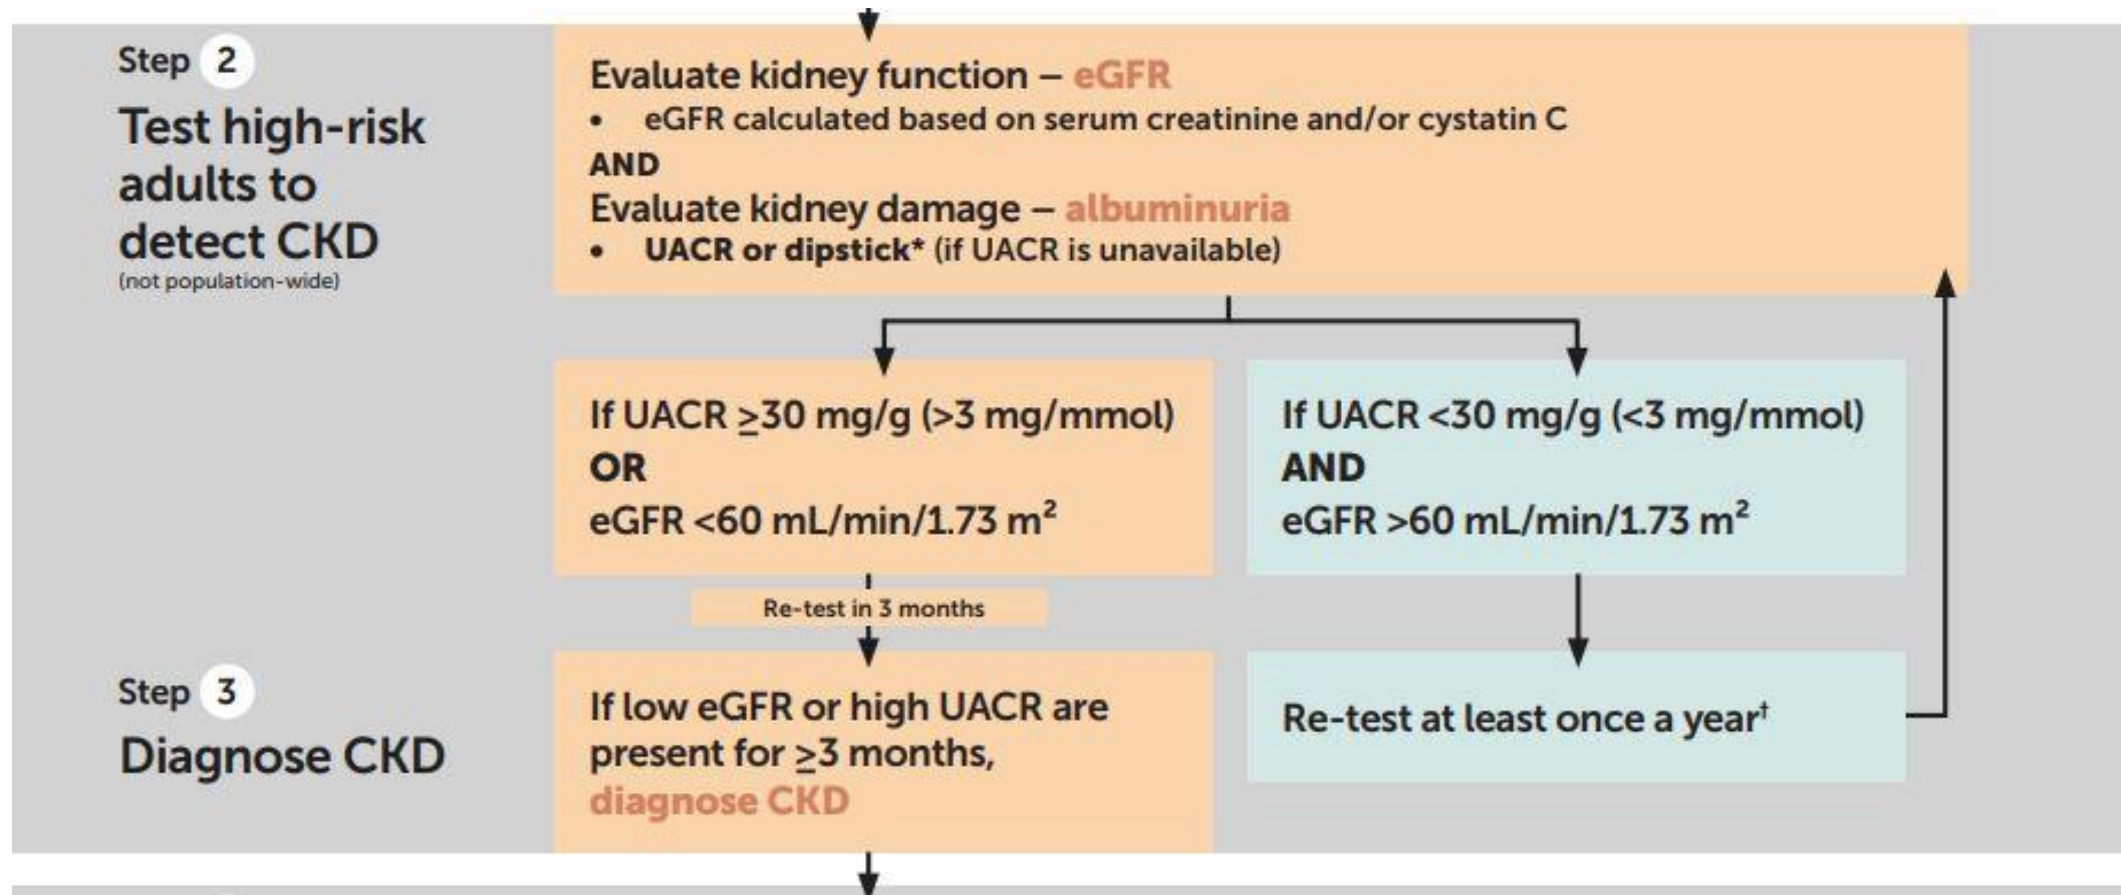 Step 2
Test high-risk
adults to
detect CKD
(not population-wide)
Evaluate kidney function – eGFR
• eGFR calculated based on serum creatinine and/or cystatin C
AND
Evaluate kidney damage – albuminuria
• UACR or dipstick* (if UACR is unavailable)
If UACR ≥30 mg/g (>3 mg/mmol)
OR
eGFR <60 mL/min/1.73 m²
If UACR <30 mg/g (<3 mg/mmol)
AND
eGFR >60 mL/min/1.73 m²
Re-test in 3 months
Step 3
Diagnose CKD
If low eGFR or high UACR are
present for ≥3 months,
diagnose CKD
Re-test at least once a year†